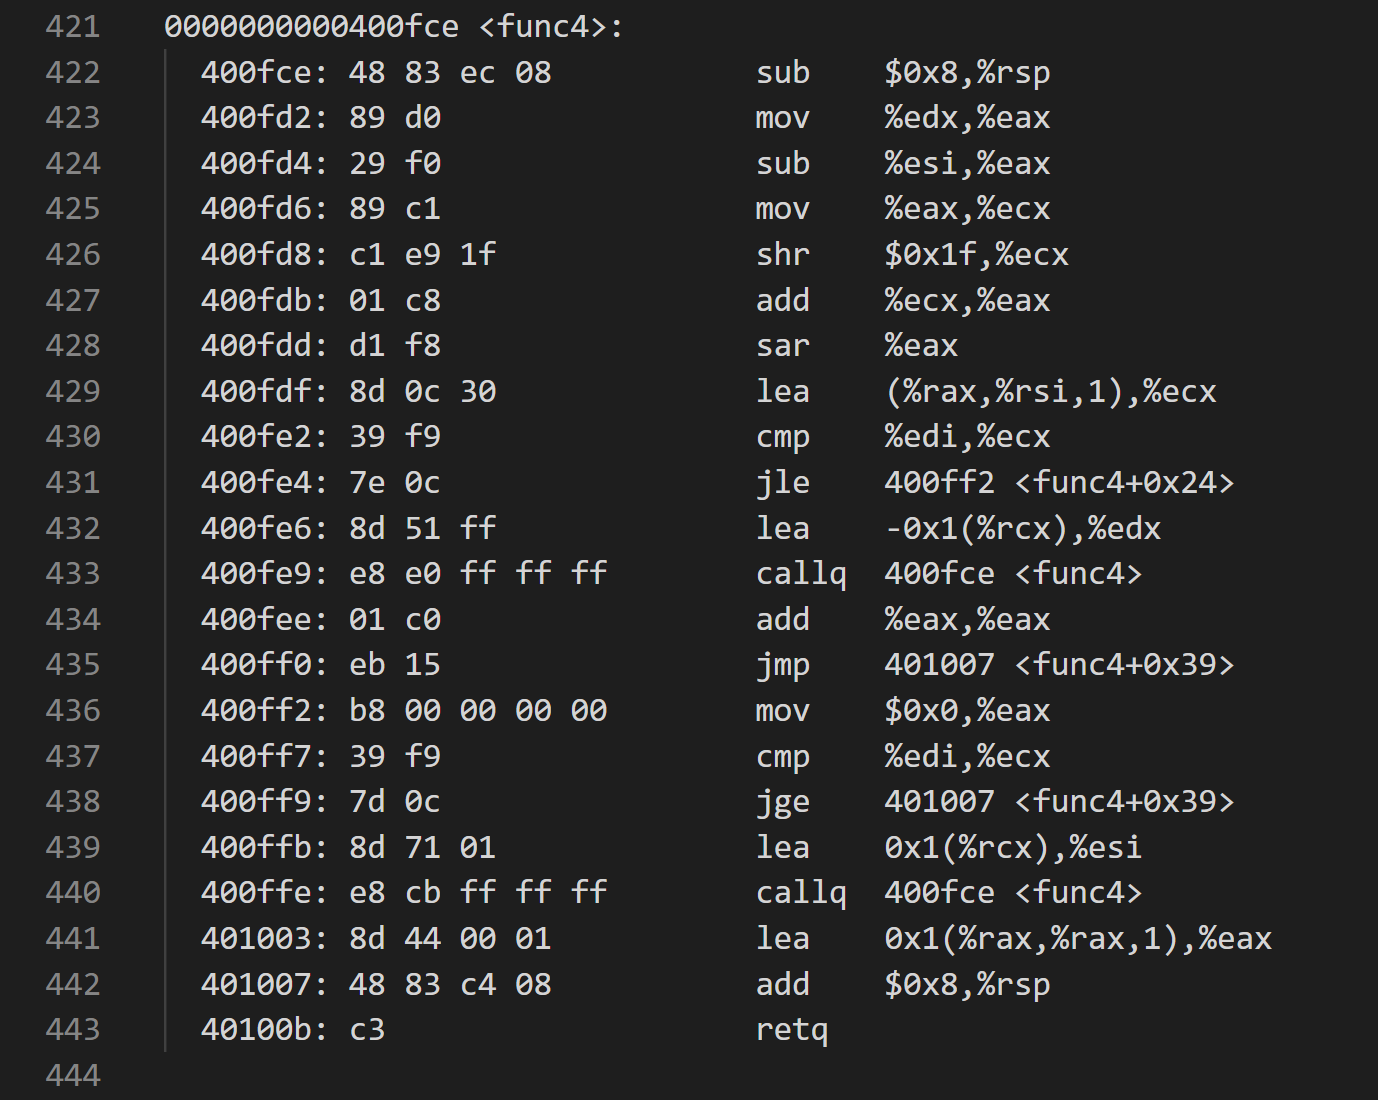 421 0000000000400fce <func4>:
422 400fce: 48 83 ec 08 sub $0x8,%rsp
423 400fd2: 89 d0 mov %edx,%eax
424 400fd4: 29 f0 sub %esi,%eax
425 400fd6: 89 c1 mov %eax,%ecx
426 400fd8: c1 e9 1f shr $0x1f,%ecx
427 400fdb: 01 c8 add %ecx,%eax
428 400fdd: d1 f8 sar %eax
429 400fdf: 8d 0c 30 lea (%rax,%rsi,1),%ecx
430 400fe2: 39 f9 cmp %edi,%ecx
431 400fe4: 7e 0c jle 400ff2 <func4+0x24>
432 400fe6: 8d 51 ff lea -0x1(%rcx),%edx
433 400fe9: e8 e0 ff ff ff callq 400fce <func4>
434 400fee: 01 c0 add %eax,%eax
435 400ff0: eb 15 jmp 401007 <func4+0x39>
436 400ff2: b8 00 00 00 00 mov $0x0,%eax
437 400ff7: 39 f9 cmp %edi,%ecx
438 400ff9: 7d 0c jge 401007 <func4+0x39>
439 400ffb: 8d 71 01 lea 0x1(%rcx),%esi
440 400ffe: e8 cb ff ff ff callq 400fce <func4>
441 401003: 8d 44 00 01 lea 0x1(%rax,%rax,1),%eax
442 401007: 48 83 c4 08 add $0x8,%rsp
443 40100b: c3 retq
444